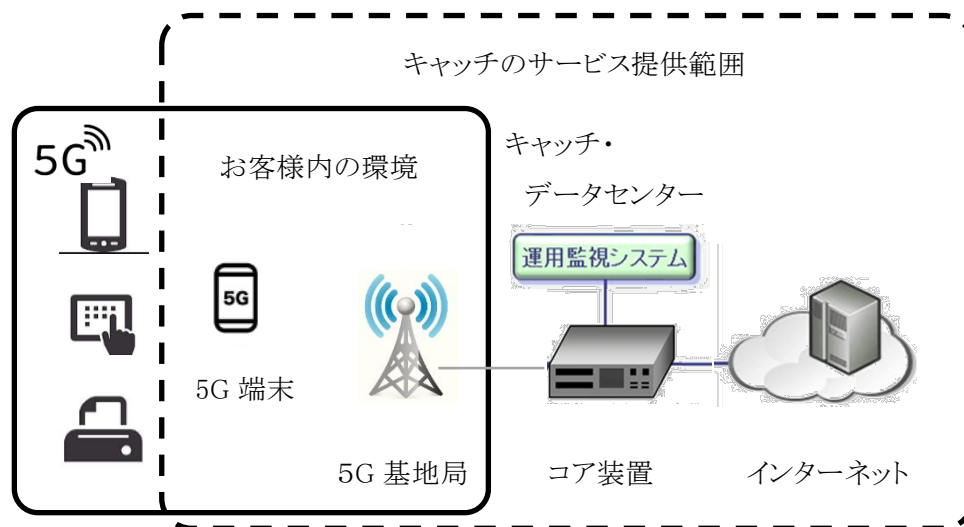 キャッチのサービス提供範囲
5G
お客様内の環境
キャッチ・
データセンター
運用監視システム
5G
5G 端末
5G 基地局
コア装置
インターネット